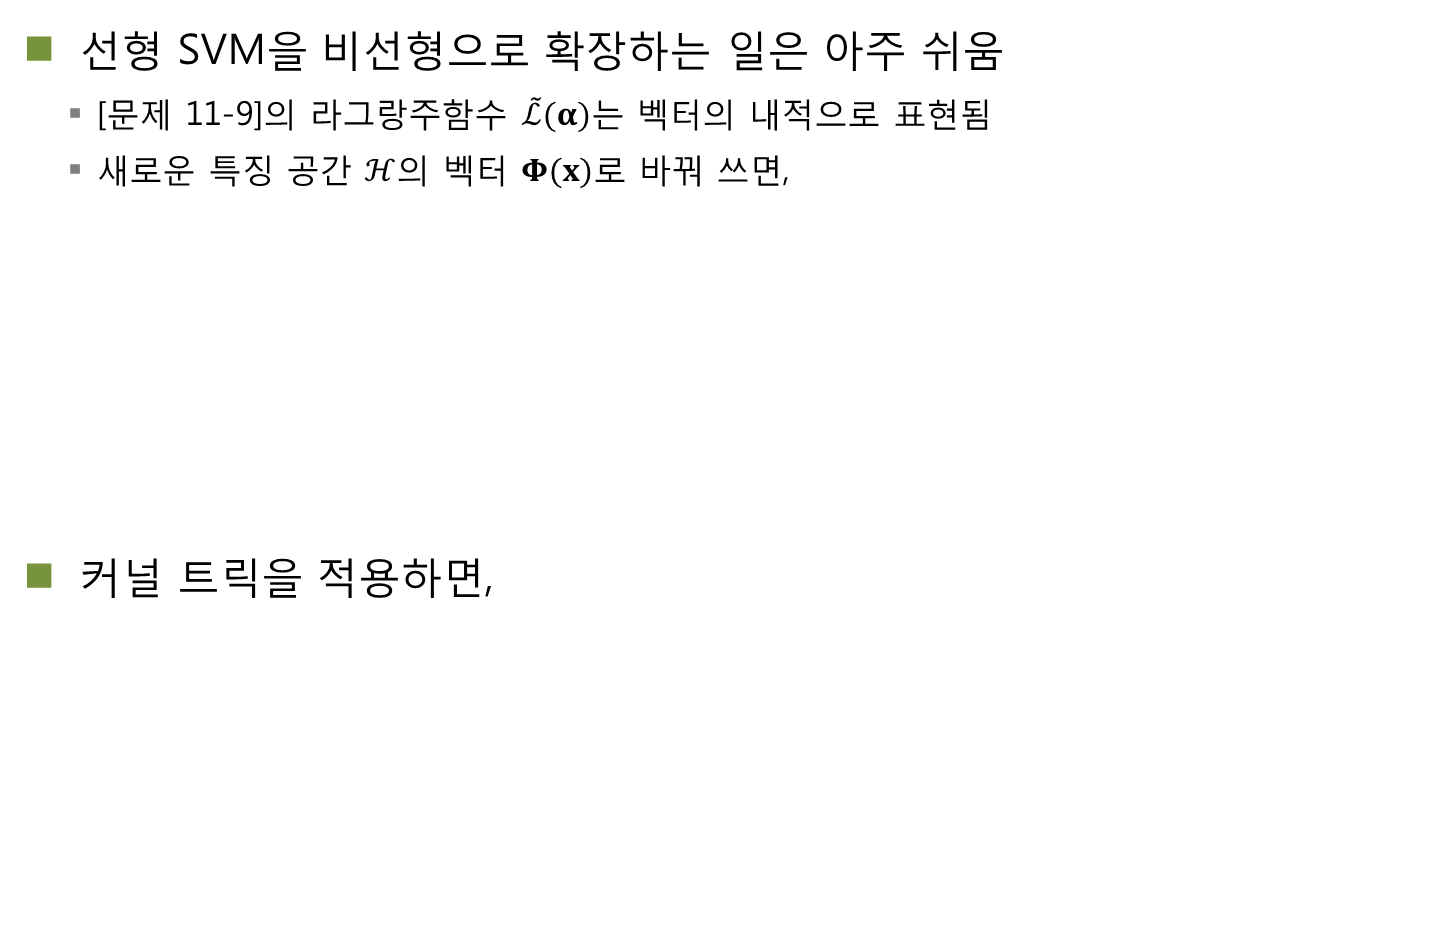 선형 SVM을 비선형으로 확장하는 일은 아주 쉬움
[문제 11-9]의 라그랑주함수 ℒ̃(𝛂)는 벡터의 내적으로 표현됨
새로운 특징 공간 ℋ의 벡터 𝚽(𝐱)로 바꿔 쓰면,
커널 트릭을 적용하면,